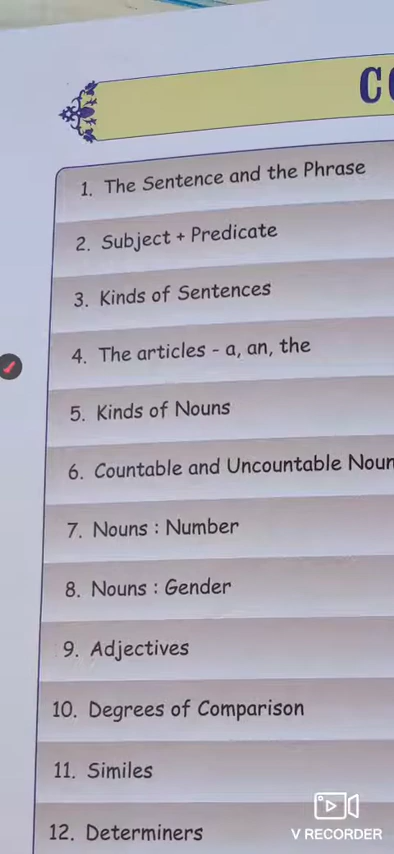 1. The Sentence and the Phrase
2. Subject + Predicate
3. Kinds of Sentences
4. The articles - a, an, the
5. Kinds of Nouns
6. Countable and Uncountable
7. Nouns : Number
8. Nouns : Gender
9. Adjectives
10. Degrees of Comparison
11. Similes
12. Determiners
V RECORDER